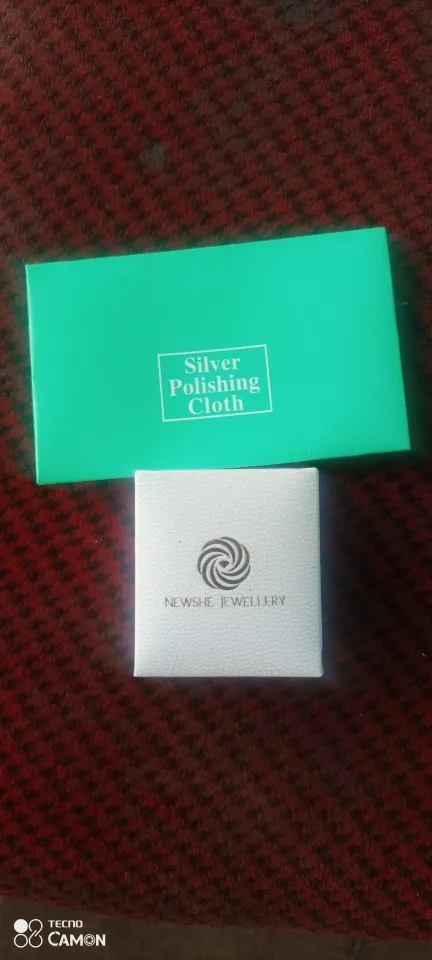 Silver
Polishing
Cloth
NEWSHE JEWELLERY
TECNO
CAMON